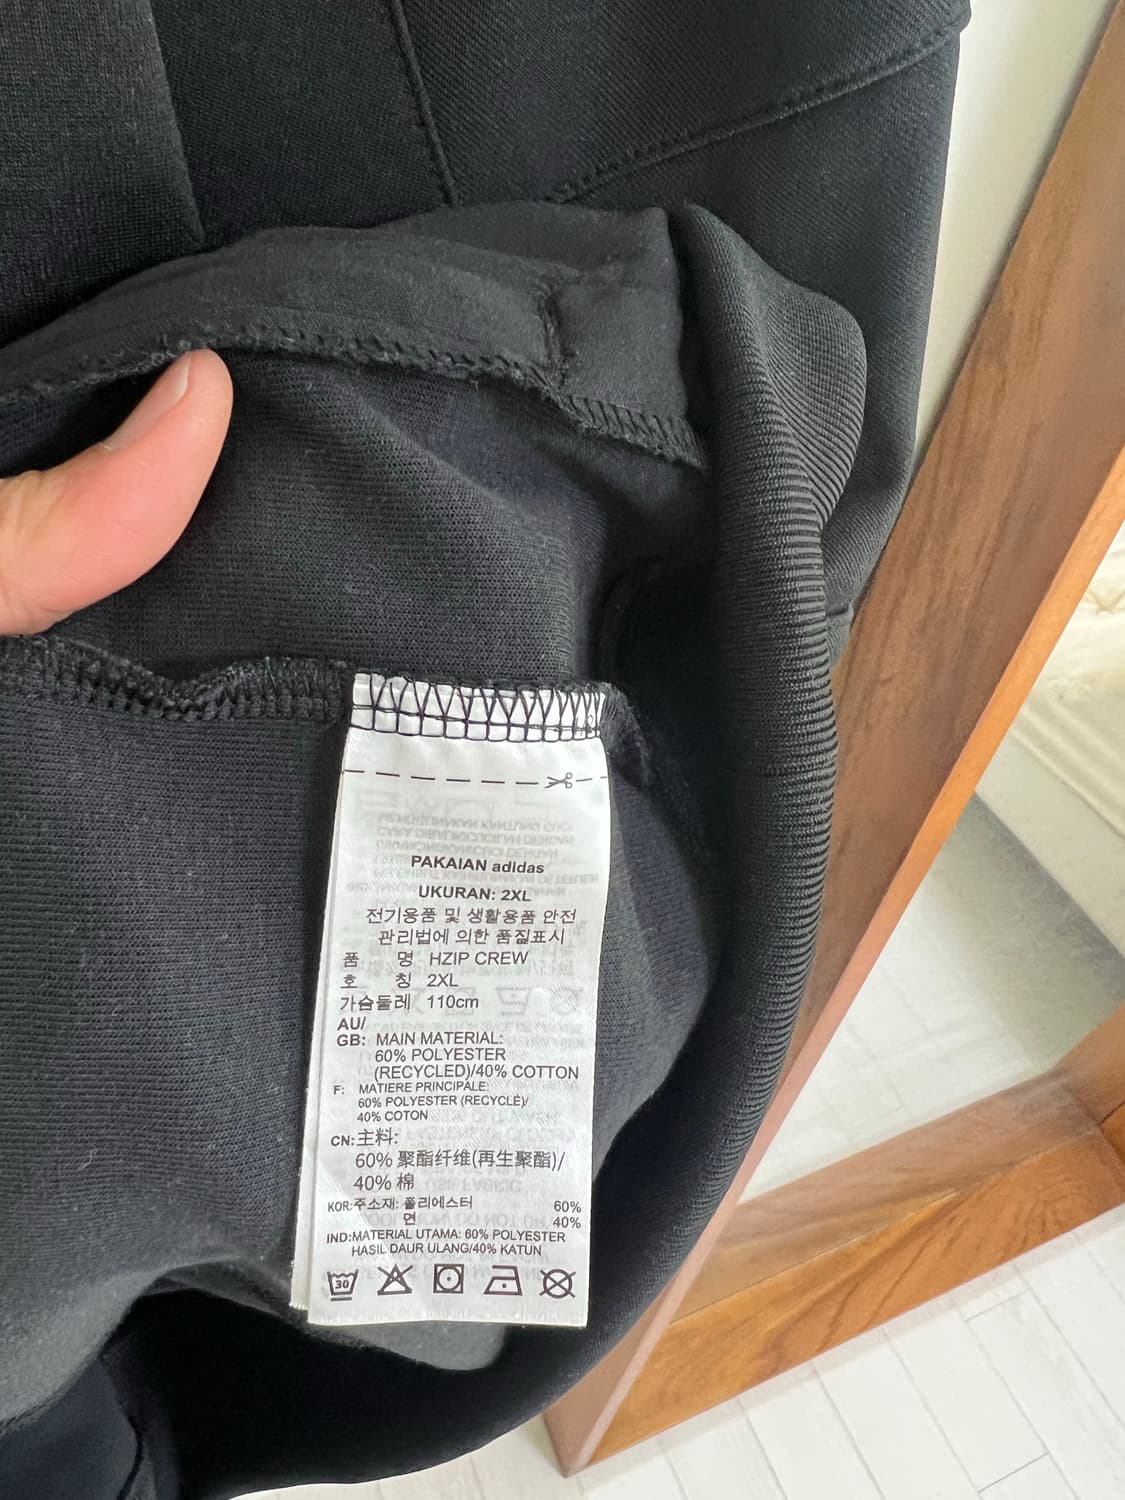 PAKAIAN adidas
UKURAN: 2XL
전기용품 및 생활용품 안전
관리법에 의한 품질표시
품 명 HZIP CREW
호 칭 2XL
가슴둘레 110cm
AU/
GB: MAIN MATERIAL:
60% POLYESTER
(RECYCLED)/40% COTTON
F: MATIERE PRINCIPALE:
60% POLYESTER (RECYCLÉ)/
40% COTON
CN:主料:
60% 聚酯纤维(再生聚酯)/
40% 棉
KOR:주소재: 폴리에스터 60%
면 40%
IND:MATERIAL UTAMA: 60% POLYESTER
HASIL DAUR ULANG/40% KATUN
30